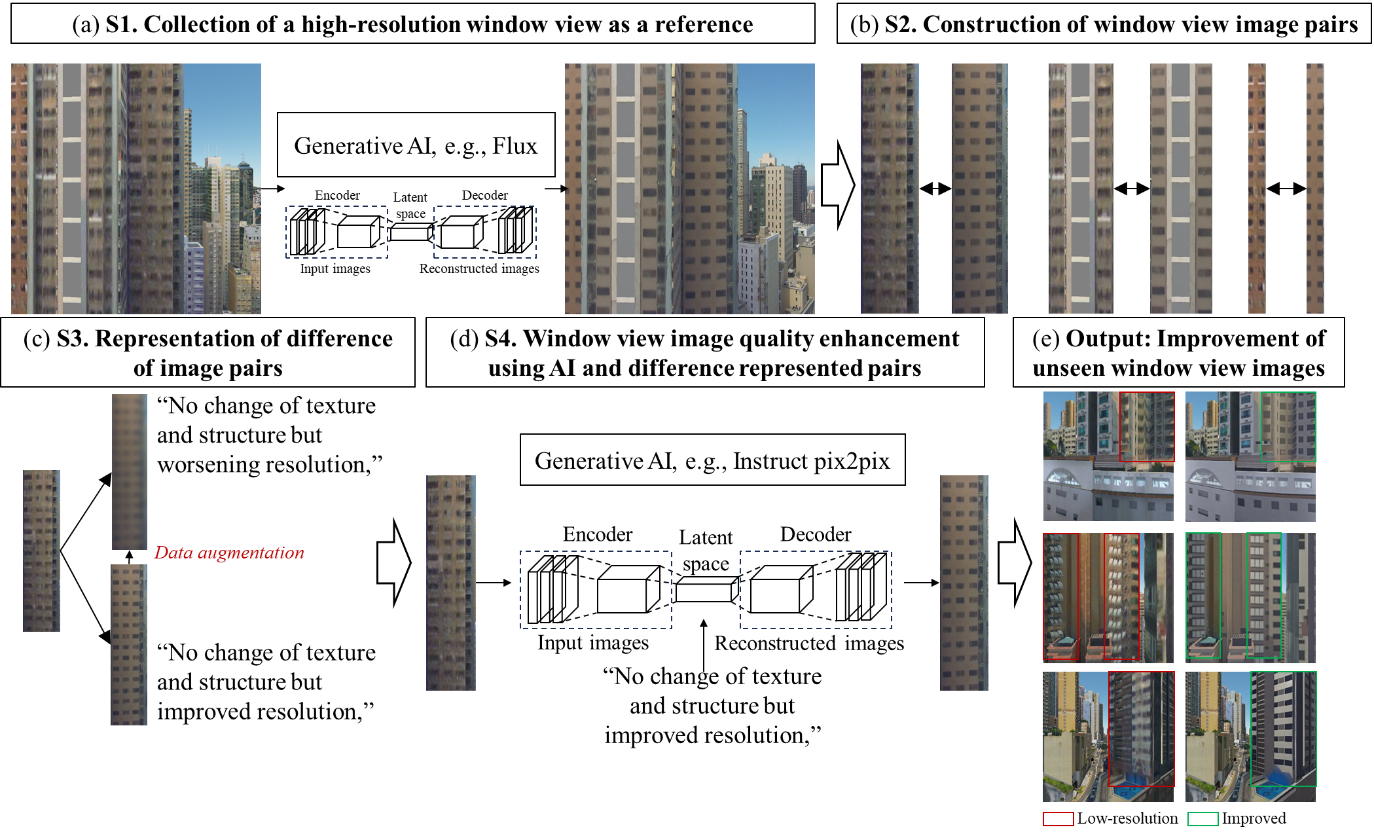 (a) S1. Collection of a high-resolution window view as a reference
(b) S2. Construction of window view image pairs
Generative AI, e.g., Flux
Encoder
Latent
space
Decoder
Input images
Reconstructed images
(c) S3. Representation of difference
of image pairs
“No change of texture
and structure but
worsening resolution,”
Data augmentation
“No change of texture
and structure but
improved resolution,”
(d) S4. Window view image quality enhancement
using AI and difference represented pairs
Generative AI, e.g., Instruct pix2pix
Encoder
Latent
space
Decoder
Input images
Reconstructed images
“No change of texture
and structure but
improved resolution,”
(e) Output: Improvement of
unseen window view images
Low-resolution
Improved